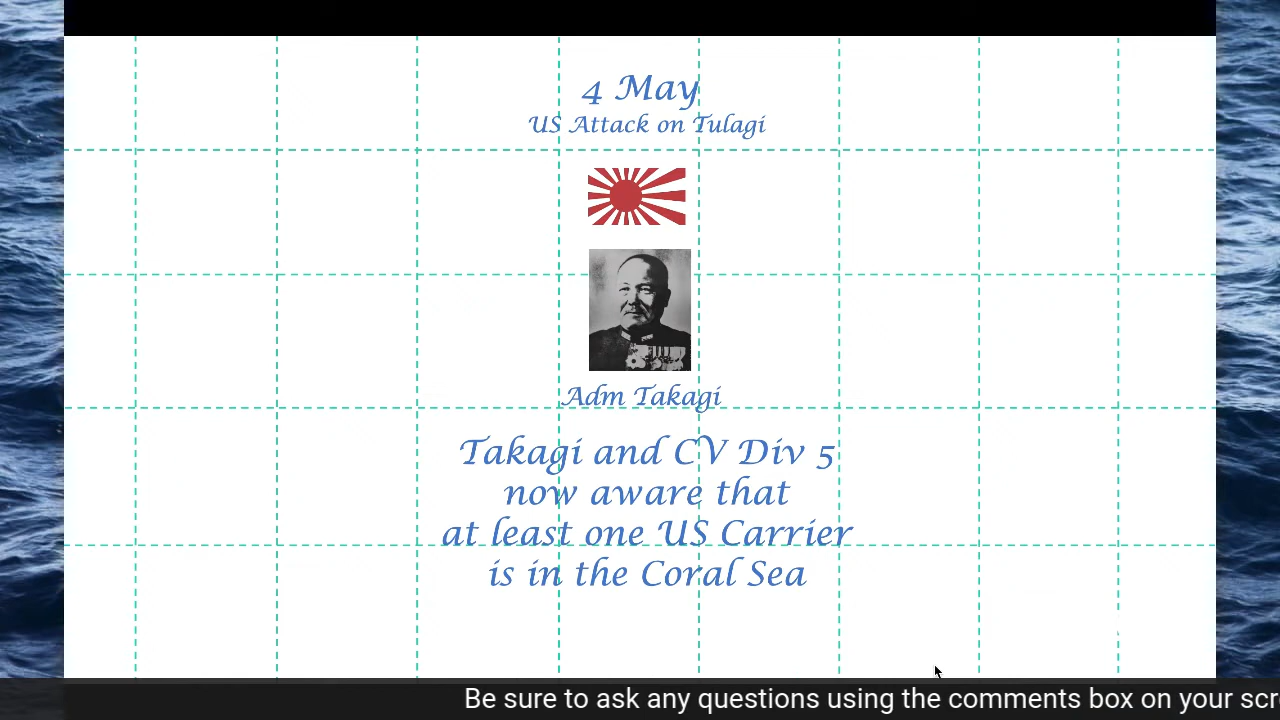 4 May
US Attack on Tulagi
Adm Takagi
Takagi and CV Div 5
now aware that
at least one US Carrier
is in the Coral Sea
Be sure to ask any questions using the comments box on your scr